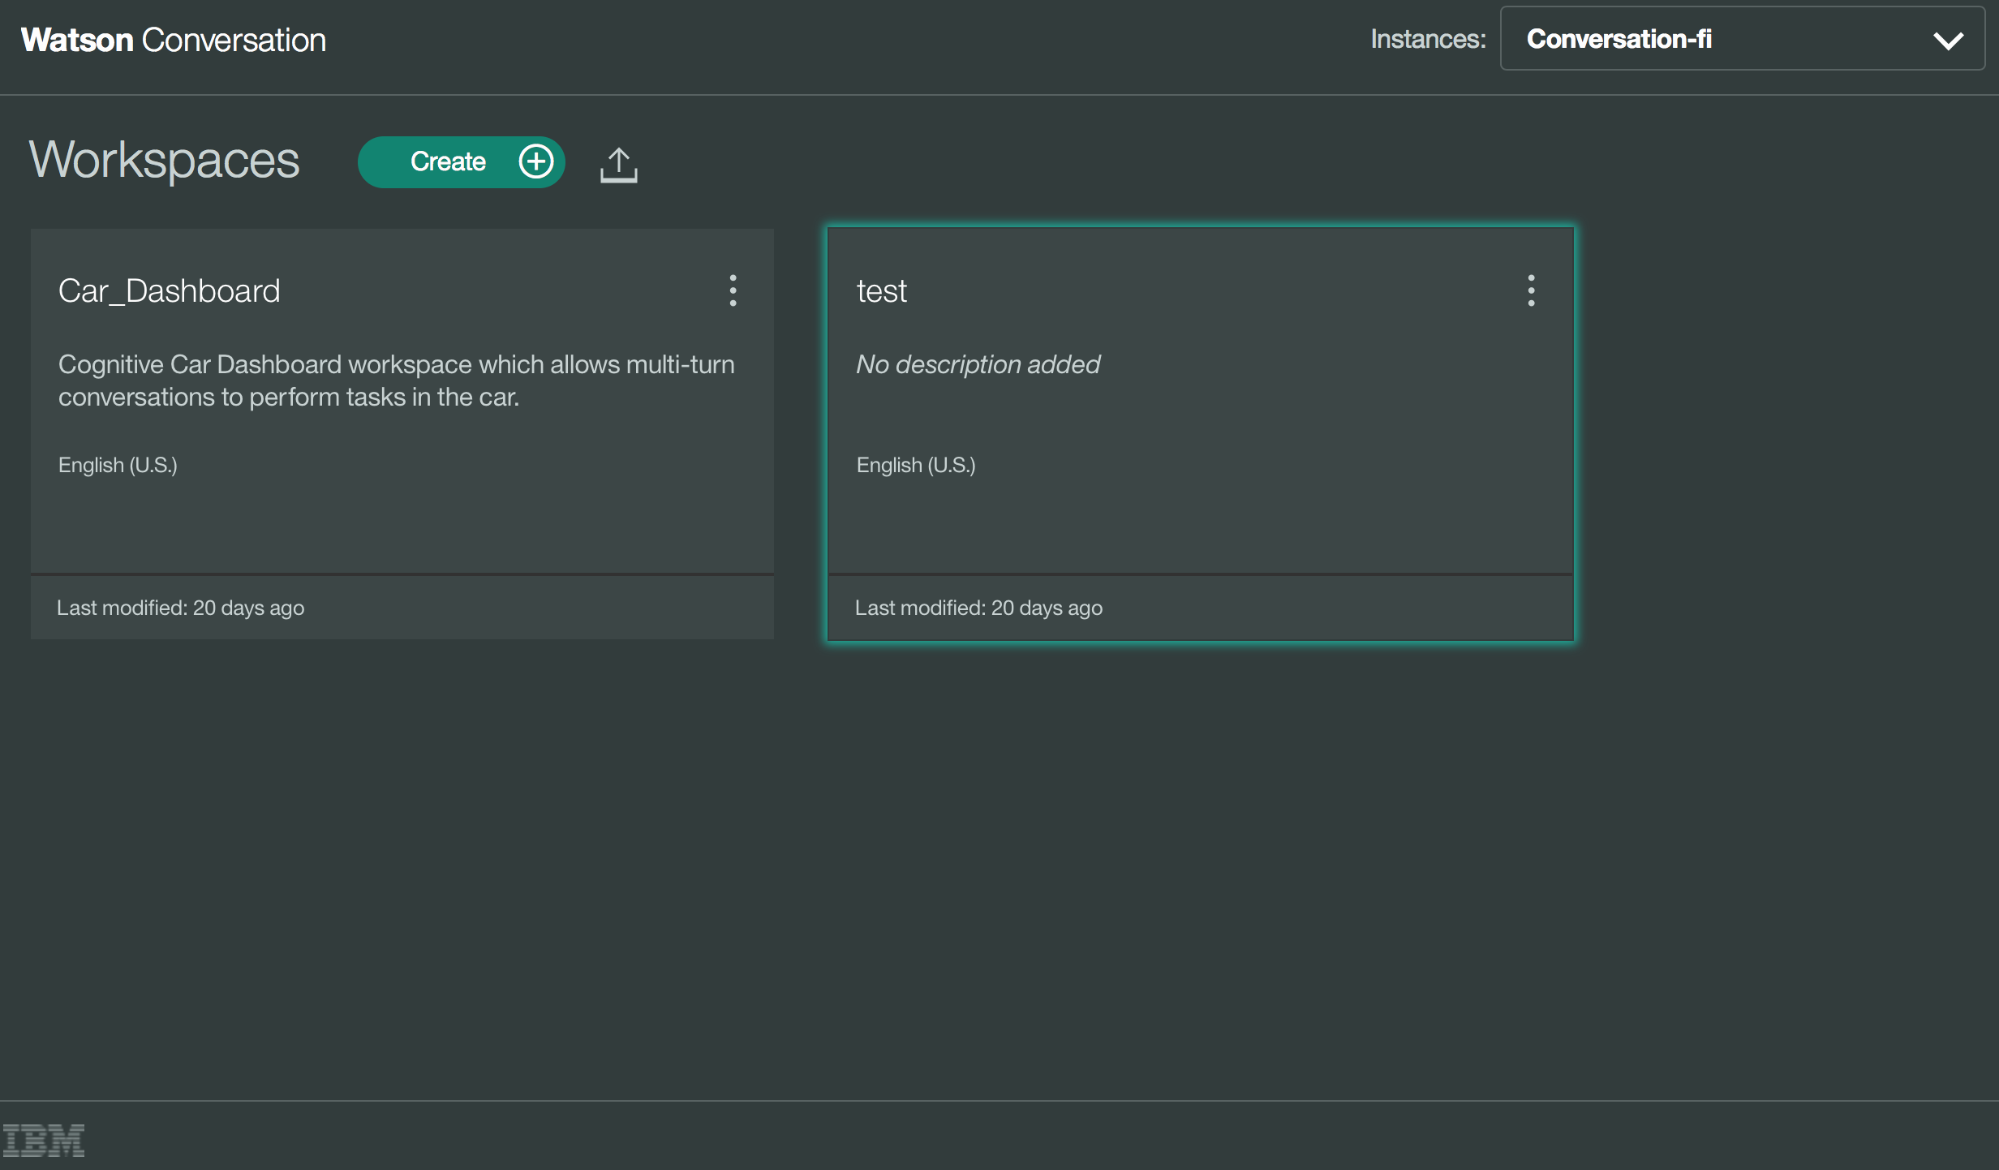 Watson Conversation
Instances: Conversation-fi
Workspaces
Create
Car_Dashboard
Cognitive Car Dashboard workspace which allows multi-turn
conversations to perform tasks in the car.
English (U.S.)
Last modified: 20 days ago
test
No description added
English (U.S.)
Last modified: 20 days ago
IBM